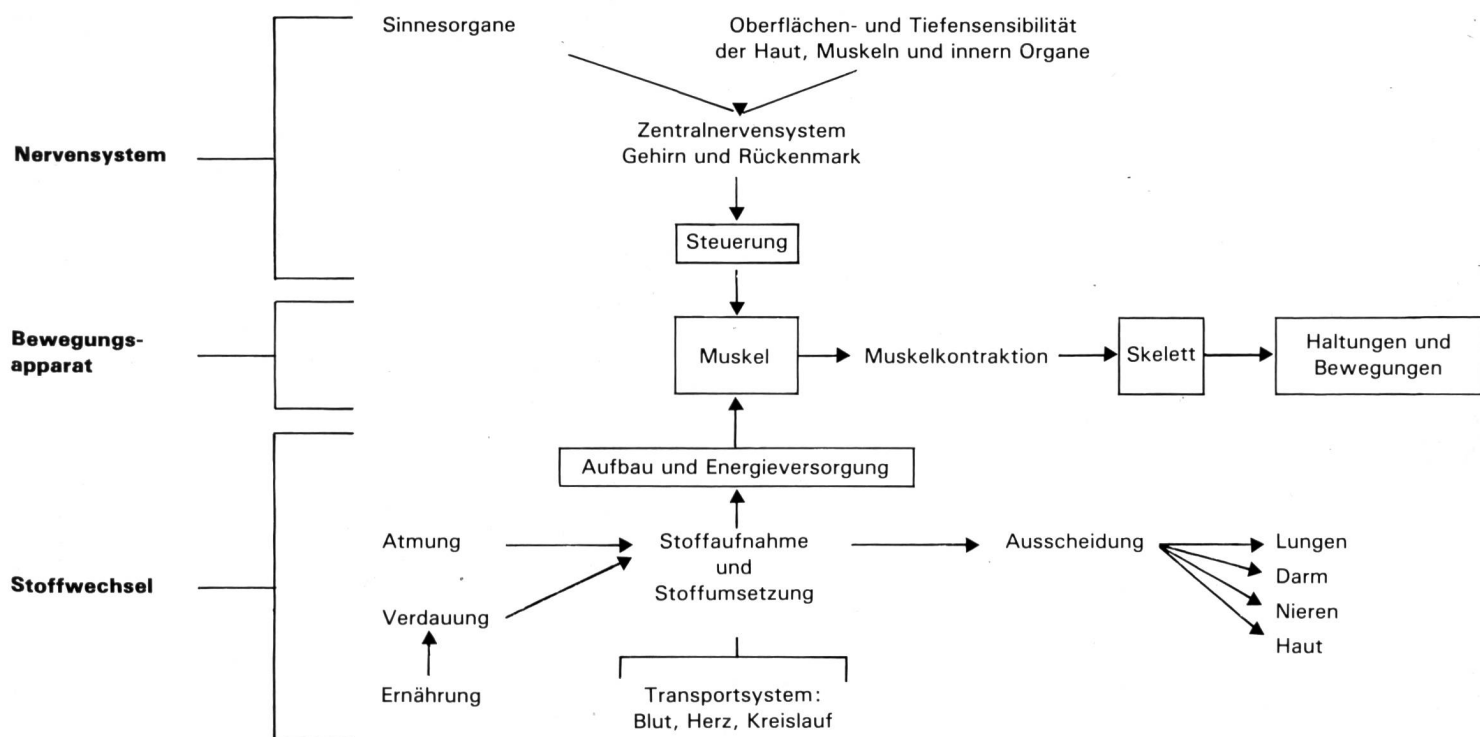 Sinnesorgane
Oberflächen- und Tiefensensibilität
der Haut, Muskeln und innern Organe
Nervensystem
Zentralnervensystem
Gehirn und Rückenmark
Steuerung
Bewegungs-
apparat
Muskel
Muskelkontraktion
Skelett
Haltungen und
Bewegungen
Aufbau und Energieversorgung
Stoffwechsel
Atmung
Stoffaufnahme
und
Stoffumsetzung
Ausscheidung
Lungen
Darm
Nieren
Haut
Verdauung
Ernährung
Transportsystem:
Blut, Herz, Kreislauf